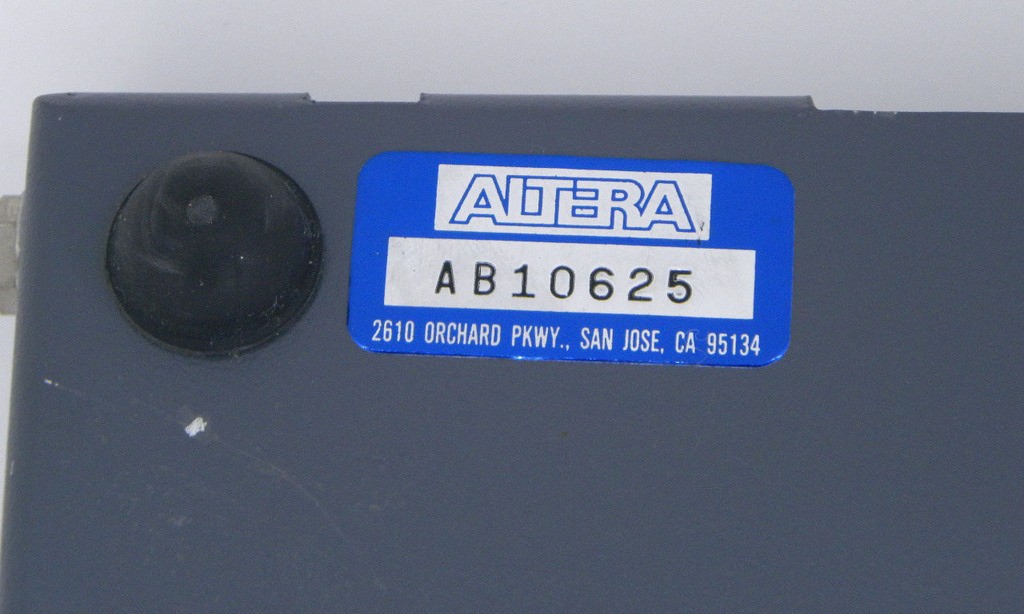 ALTERA
AB10625
2610 ORCHARD PKWY., SAN JOSE, CA 95134